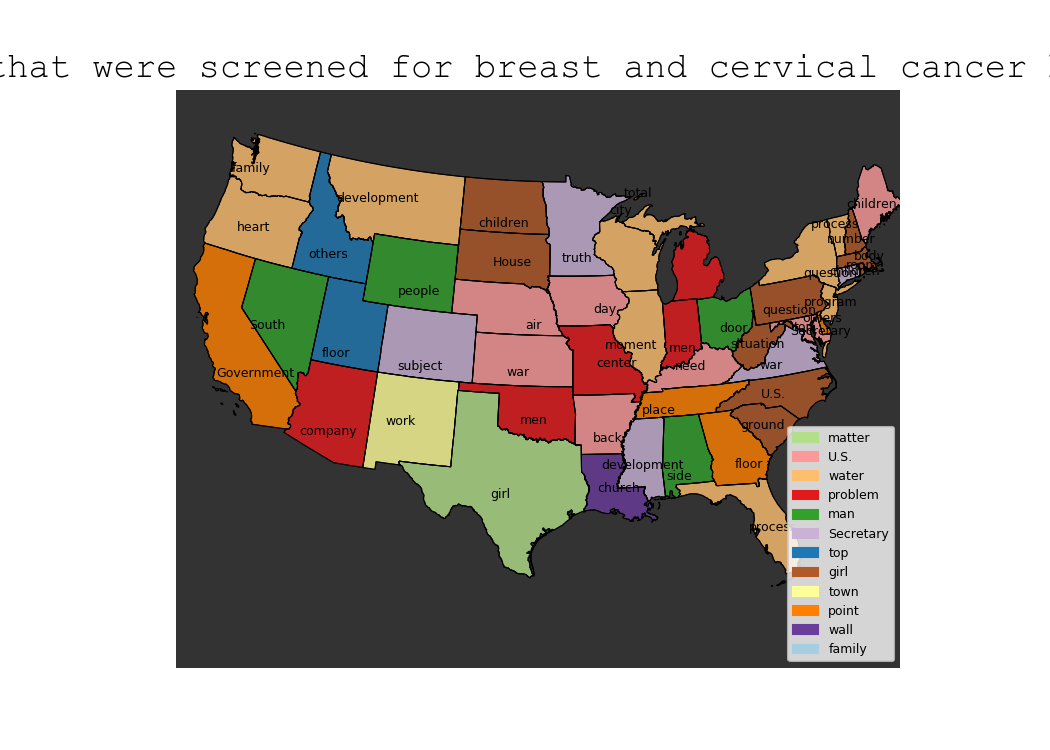 that were screened for breast and cervical cancer
total
family
city
development
children
children
process
heart
number
others
House
truth
body
question
people
day
program
question
others
South
air
door
Secretary
floor
moment
men
situation
subject
war
center
need
war
Government
U.S.
work
place
company
men
back
ground
development
side
floor
girl
church
process
matter
U.S.
water
problem
man
Secretary
top
girl
town
point
wall
family